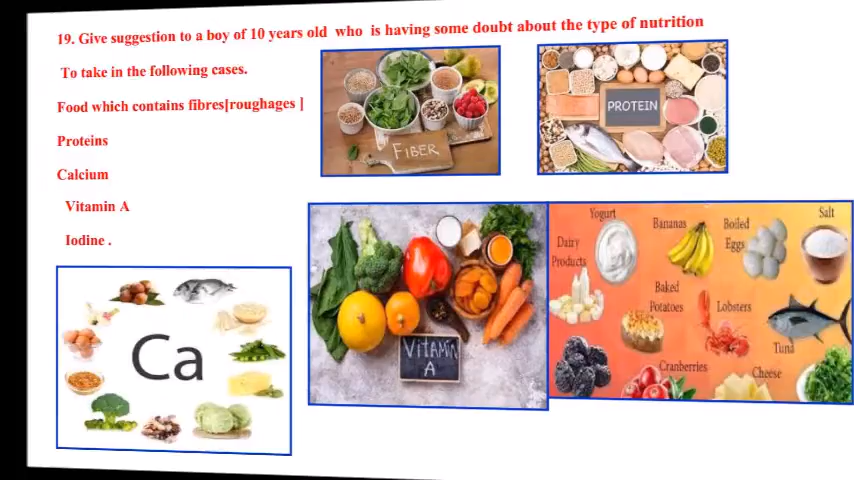 19. Give suggestion to a boy of 10 years old who is having some doubt about the type of nutrition
To take in the following cases.
Food which contains fibres[roughages ]
Proteins
Calcium
Vitamin A
Iodine .
FIBER
PROTEIN
Ca
VITAMIN
A
Yogurt
Bananas
Boiled
Eggs
Salt
Dairy
Products
Baked
Potatoes
Lobsters
Tuna
Cranberries
Cheese